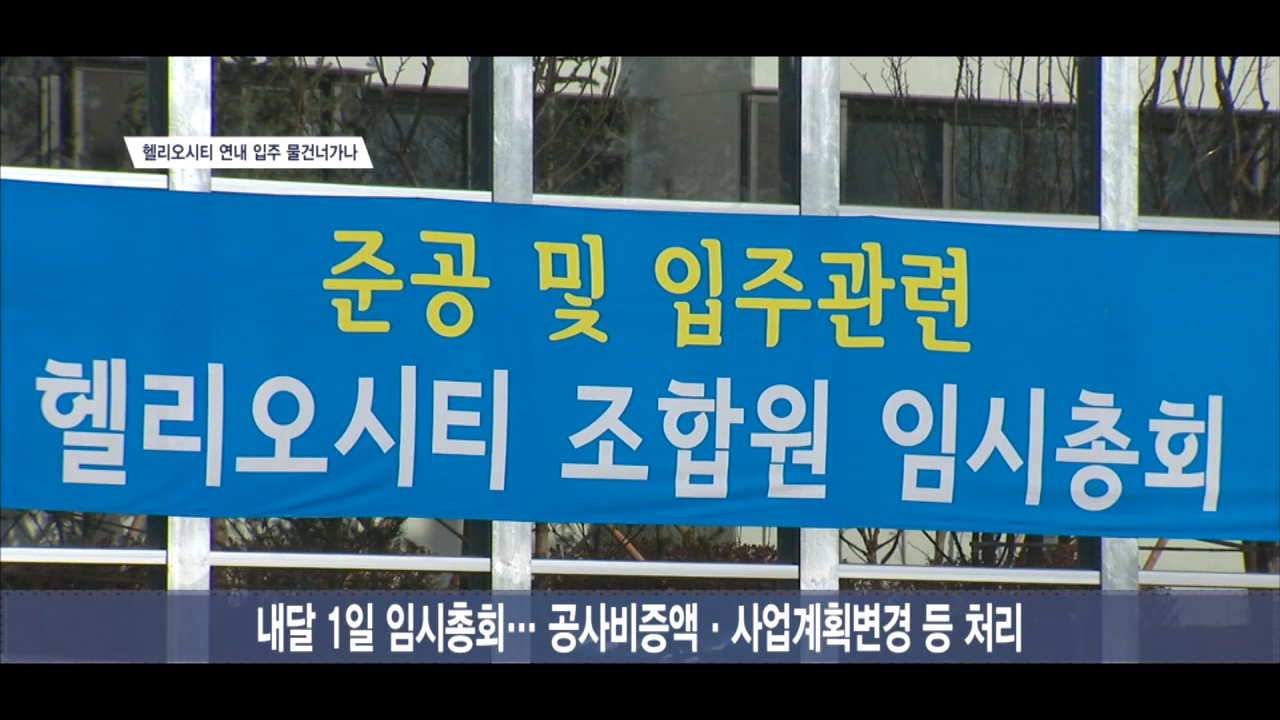 헬리오시티 연내 입주 물건너가나
준공 및 입주관련
헬리오시티 조합원 임시총회
내달 1일 임시총회… 공사비증액 · 사업계획변경 등 처리